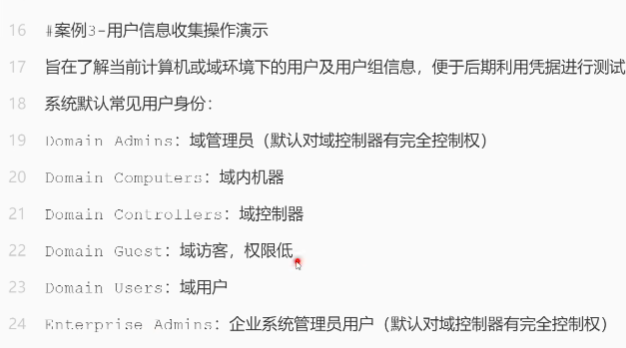 16 #案例3-用户信息收集操作演示
17 旨在了解当前计算机或域环境下的用户及用户组信息，便于后期利用凭据进行测试
18 系统默认常见用户身份：
19 Domain Admins：域管理员（默认对域控制器有完全控制权）
20 Domain Computers：域内机器
21 Domain Controllers：域控制器
22 Domain Guest：域访客，权限低
23 Domain Users：域用户
24 Enterprise Admins：企业系统管理员用户（默认对域控制器有完全控制权）